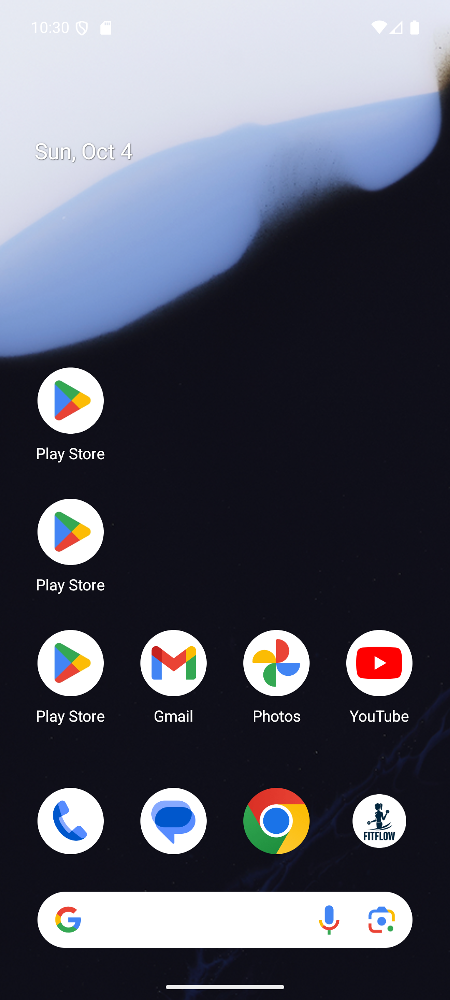 10:30
Sun, Oct 4
Play Store
Play Store
Play Store Gmail Photos YouTube
FITFLOW